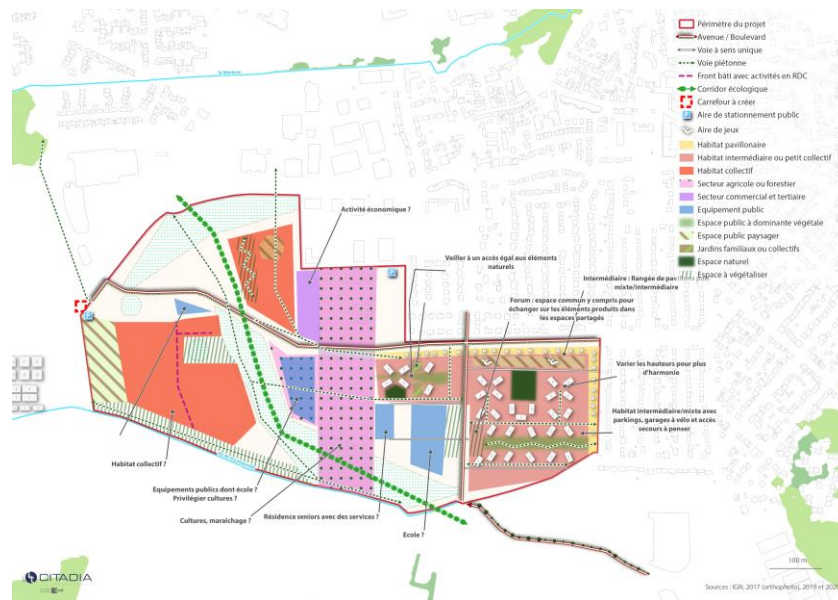 Périmètre du projet
Avenue / Boulevard
Voie à sens unique
Voie piétonne
Front bâti avec activités en RDC
Corridor écologique
Carrefour à créer
Aire de stationnement public
Aire de jeux
Habitat pavillonaire
Habitat intermédiaire ou petit collectif
Habitat collectif
Secteur agricole ou forestier
Secteur commercial et tertiaire
Equipement public
Espace public à dominante végétale
Espace public paysager
Jardins familiaux ou collectifs
Espace naturel
Espace à végétaliser
Activité économique ?
Veiller à un accès égal aux éléments
naturels
Intermédiaire : Rangée de
mixte/intermédiaire
Forum : espace commun y compris pour
échanger sur les éléments produits dans
les espaces partagés
Varier les hauteurs pour plus
d'harmonie
Habitat intermédiaire/mixte avec
parkings, garages à vélo et accès
secours à penser
Habitat collectif ?
Equipements publics dont école ?
Privilégier cultures ?
Cultures, maraîchage ?
Résidence seniors avec des services ?
Ecole ?
100 m
CITADIA
Sources : IGN, 2017 (orthophoto), 2019 et